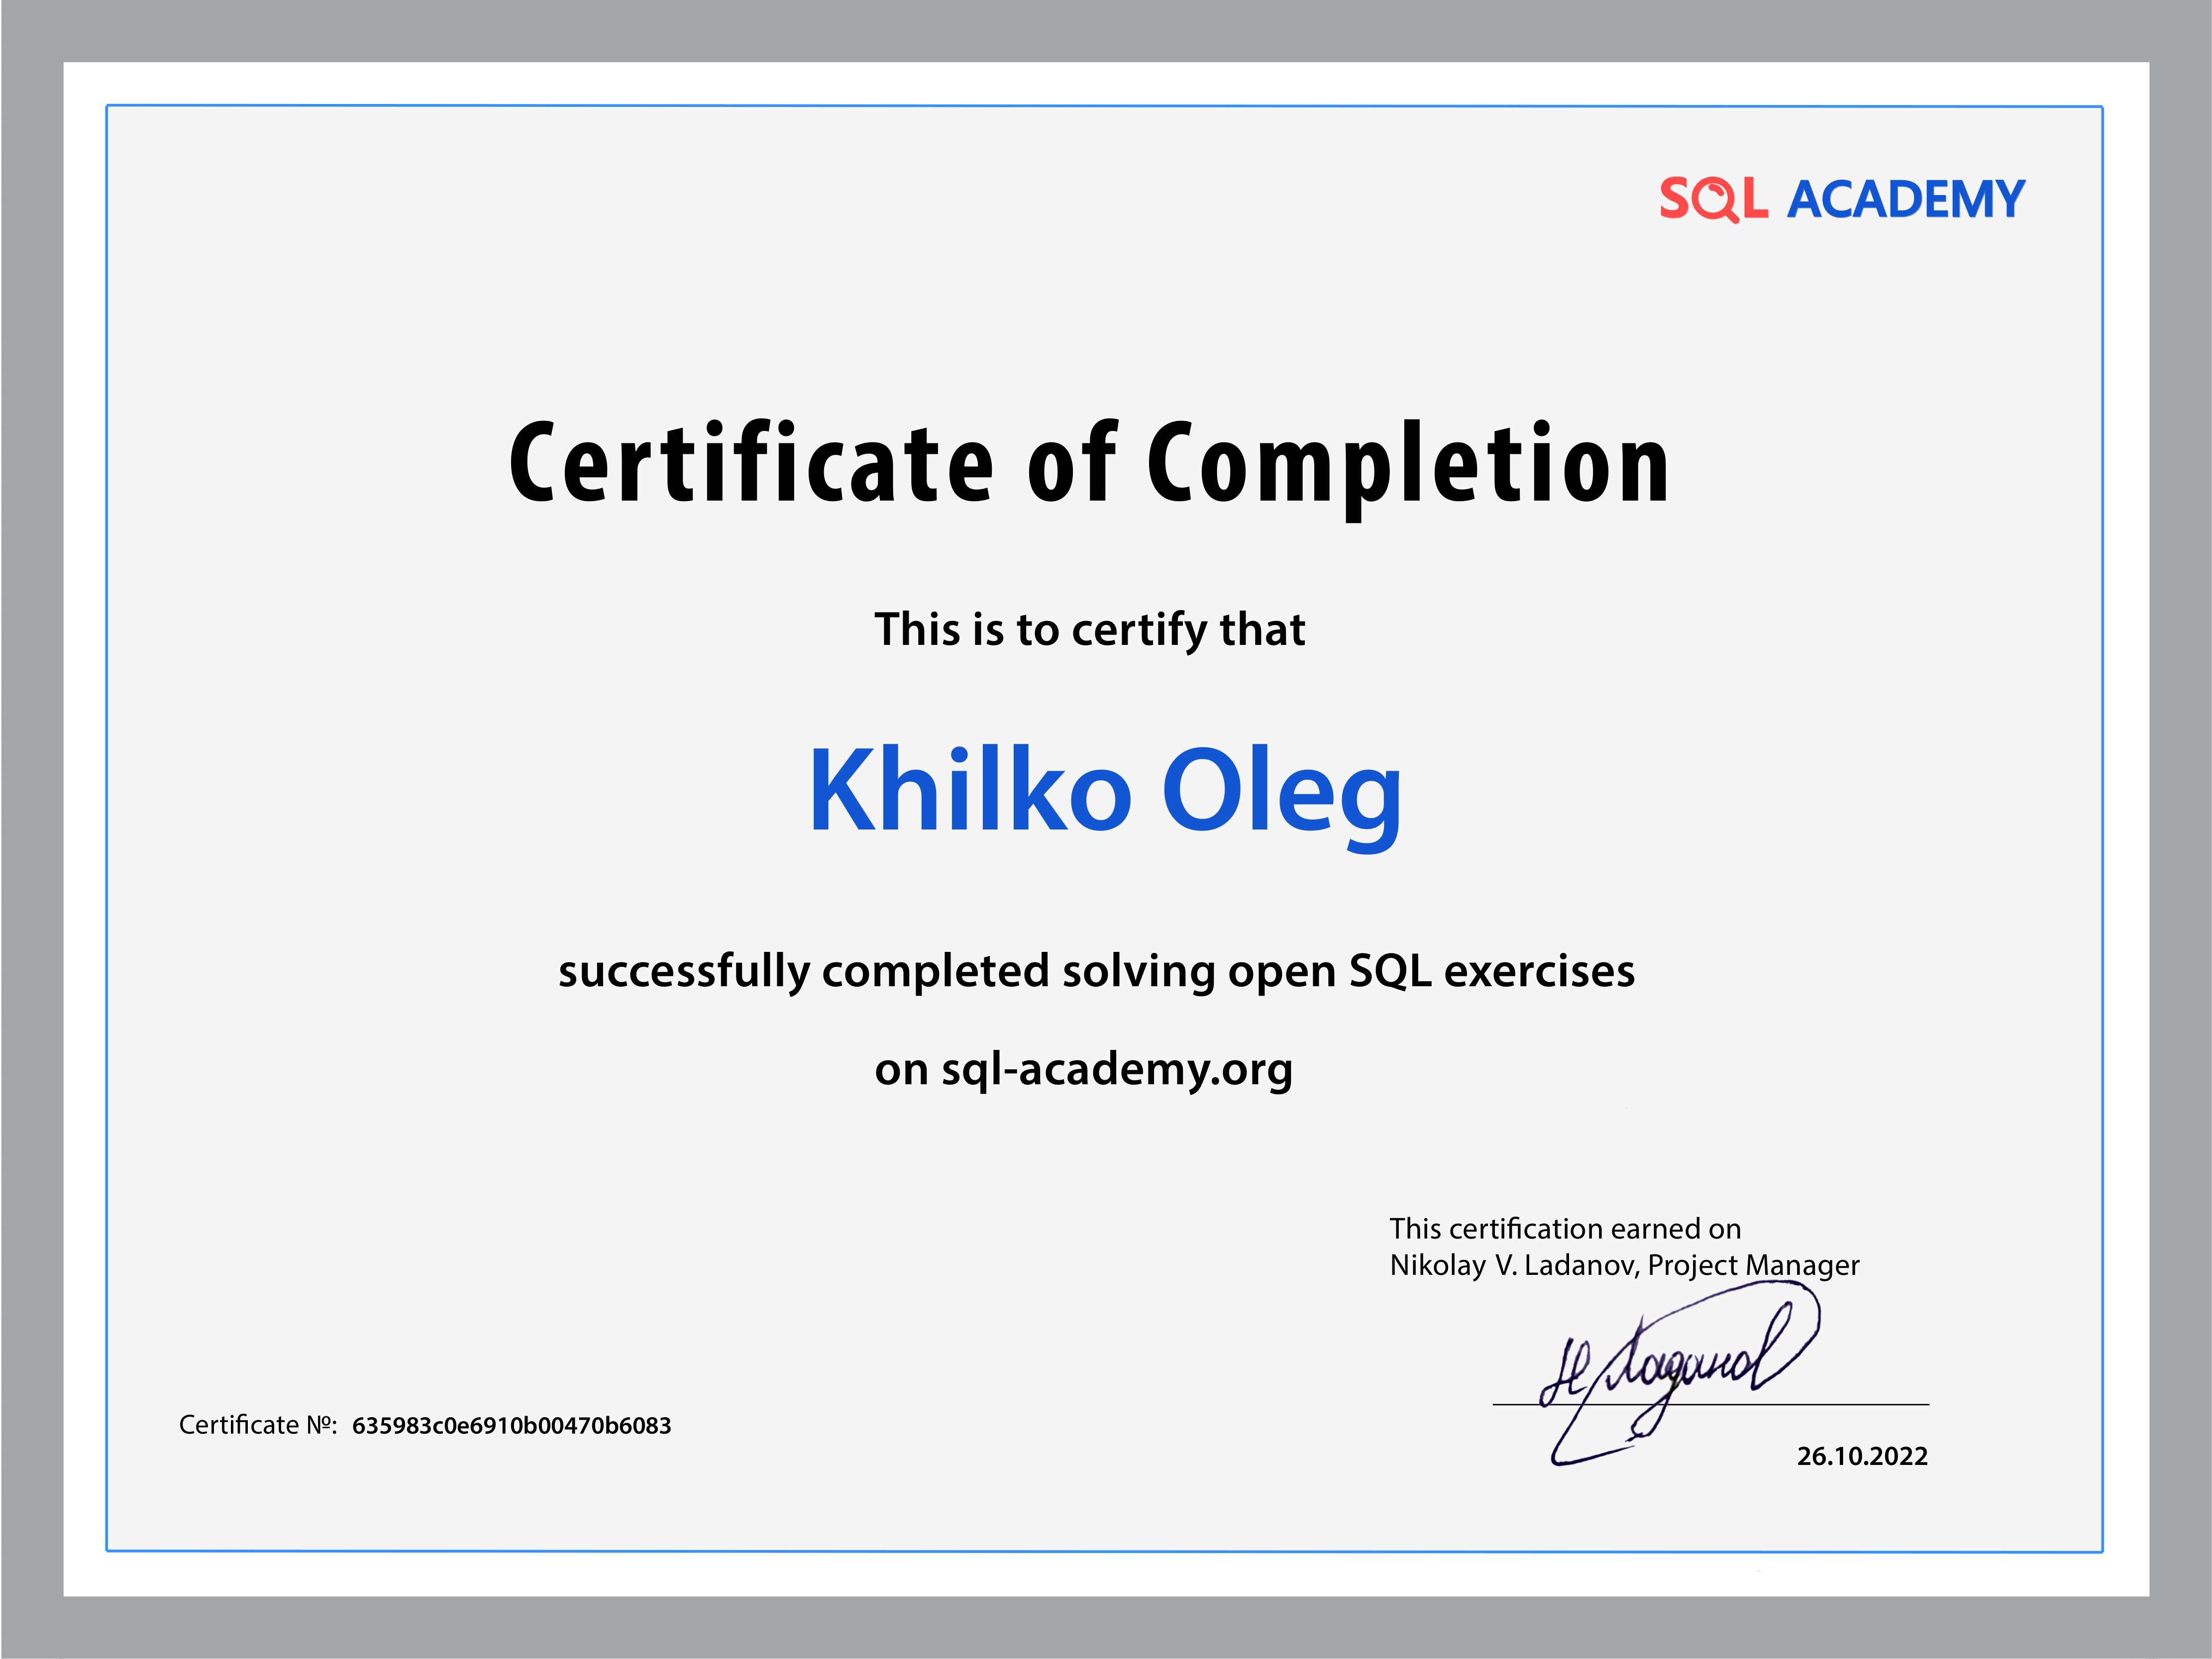 SQL ACADEMY
Certificate of Completion
This is to certify that
Khilko Oleg
successfully completed solving open SQL exercises
on sql-academy.org
This certification earned on
Nikolay V. Ladanov, Project Manager
Certificate №: 635983c0e6910b00470b6083
26.10.2022